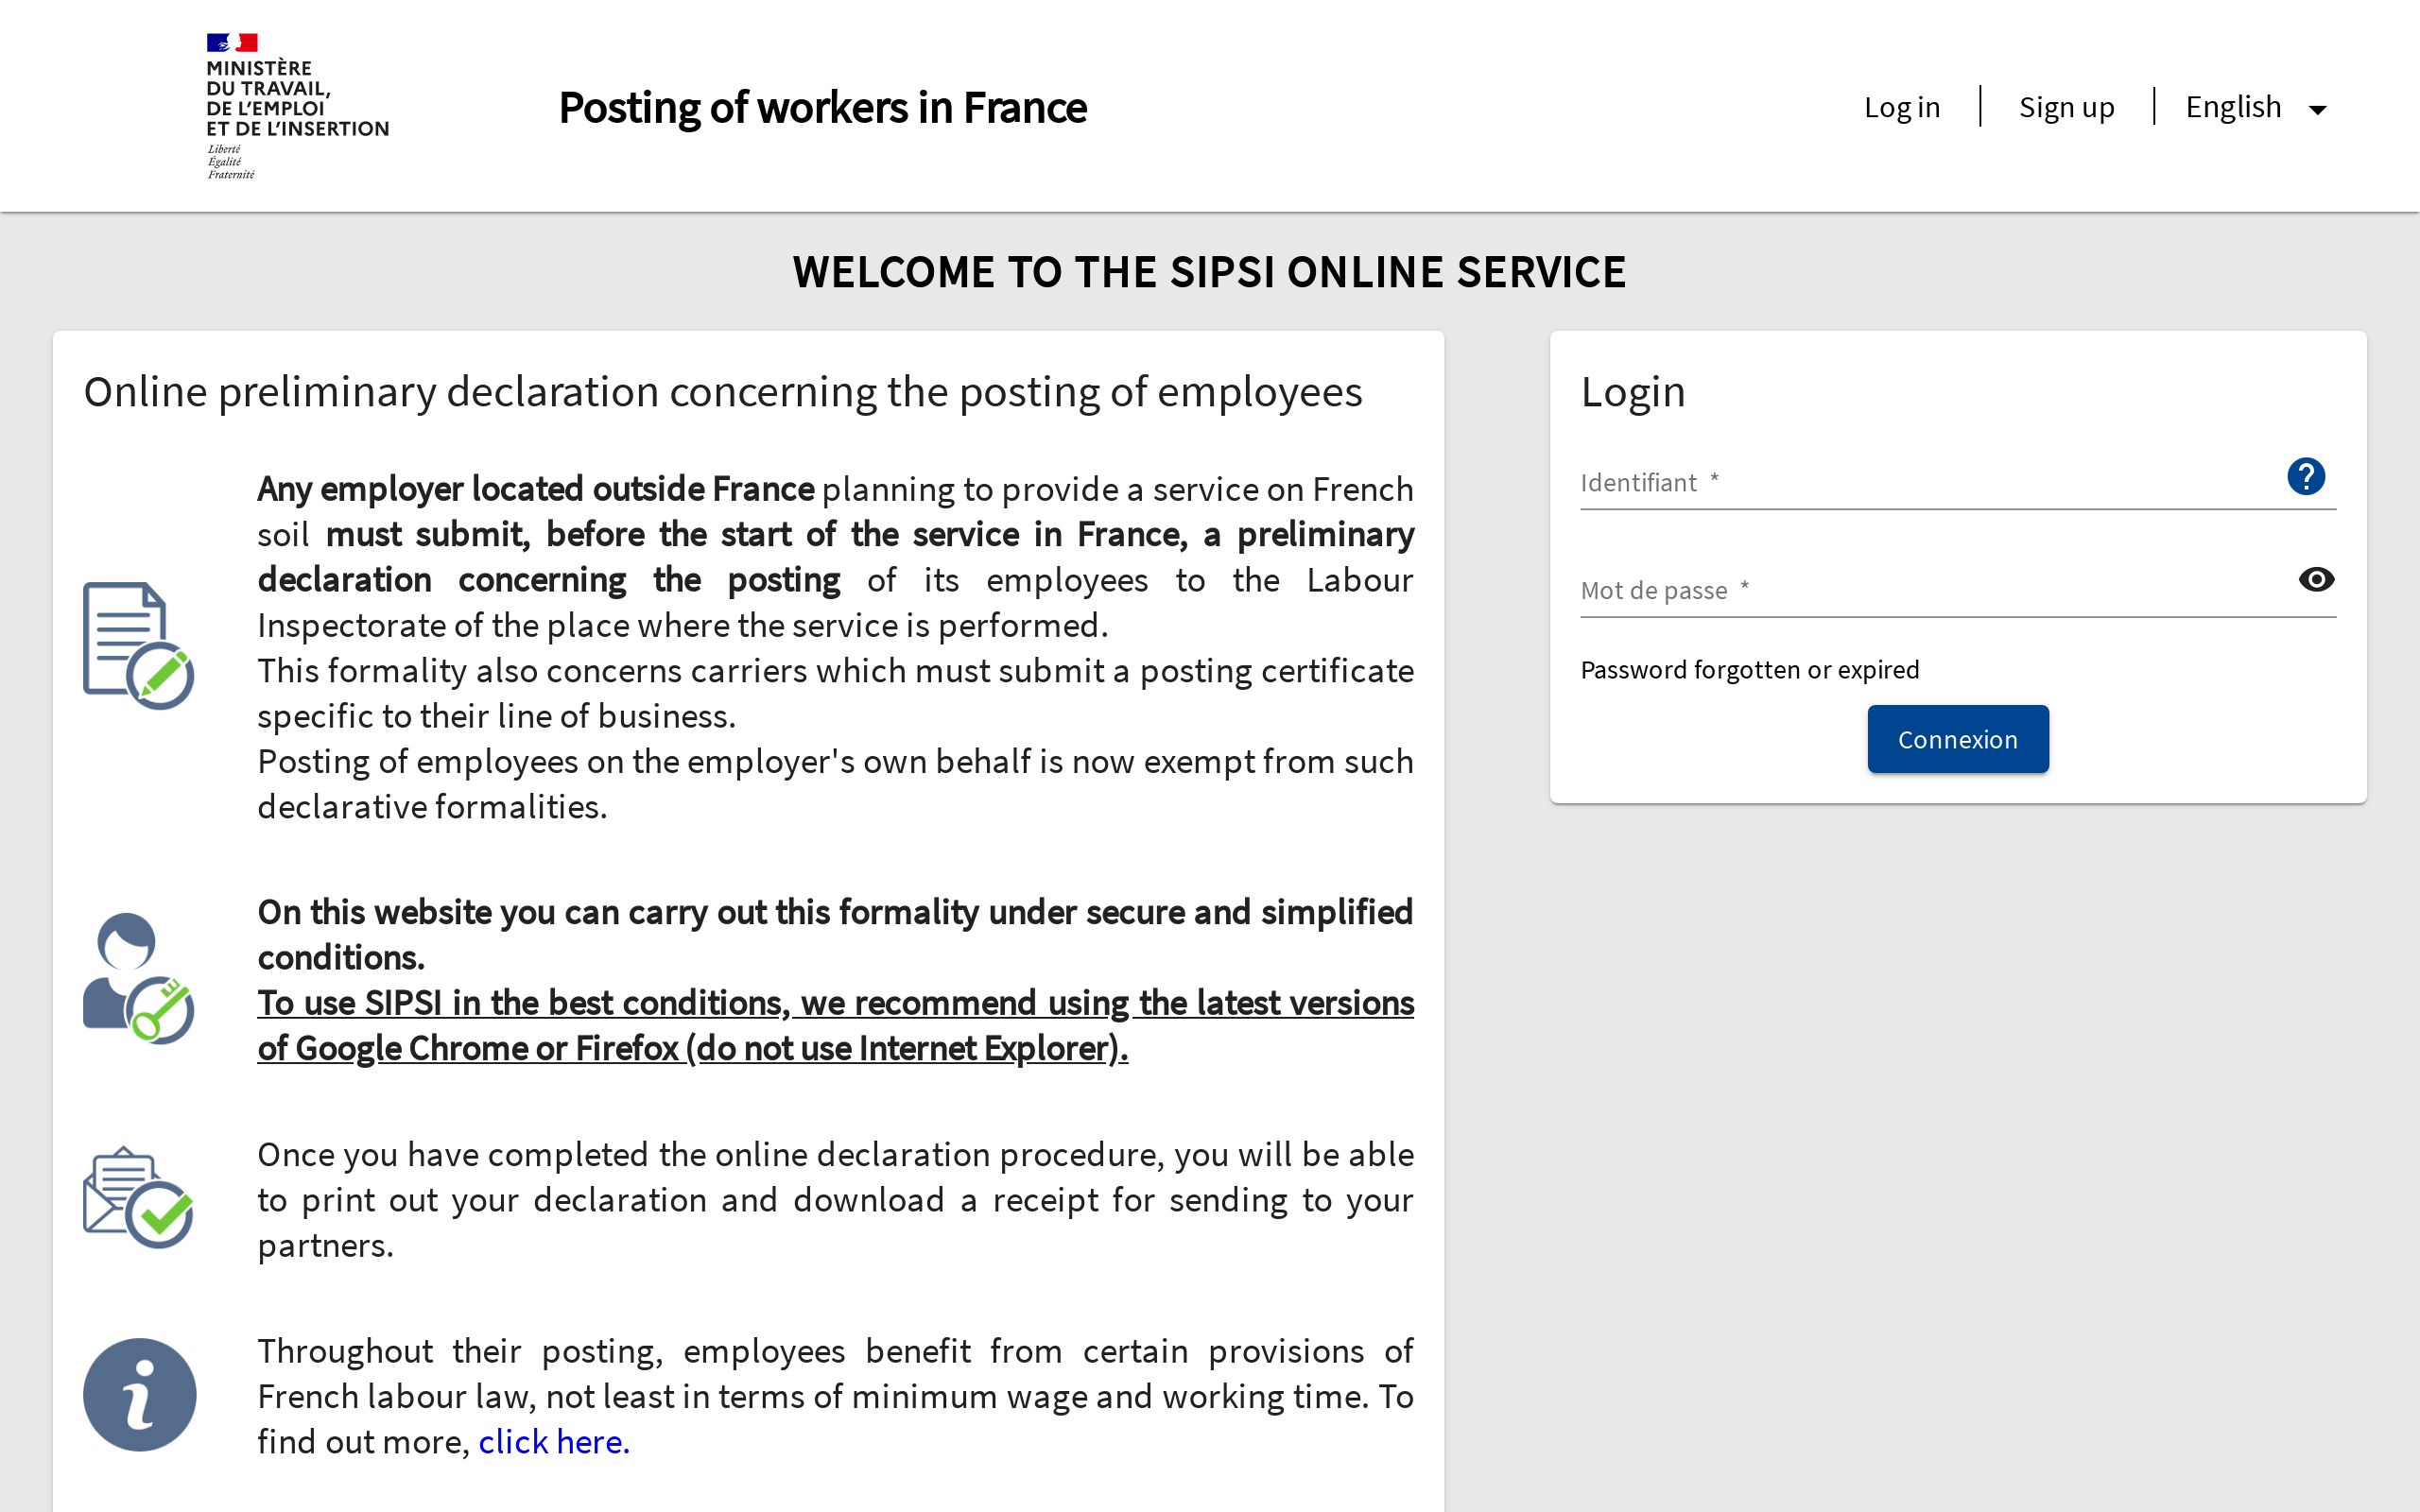 MINISTÈRE
DU TRAVAIL,
DE L'EMPLOI
ET DE L'INSERTION
Liberté
Égalité
Fraternité
Posting of workers in France
Log in
Sign up
English
WELCOME TO THE SIPSI ONLINE SERVICE
Online preliminary declaration concerning the posting of employees
Any employer located outside France planning to provide a service on French
soil must submit, before the start of the service in France, a preliminary
declaration concerning the posting of its employees to the Labour
Inspectorate of the place where the service is performed.
This formality also concerns carriers which must submit a posting certificate
specific to their line of business.
Posting of employees on the employer's own behalf is now exempt from such
declarative formalities.
On this website you can carry out this formality under secure and simplified
conditions.
To use SIPSI in the best conditions, we recommend using the latest versions
of Google Chrome or Firefox (do not use Internet Explorer).
Once you have completed the online declaration procedure, you will be able
to print out your declaration and download a receipt for sending to your
partners.
Throughout their posting, employees benefit from certain provisions of
French labour law, not least in terms of minimum wage and working time. To
find out more, click here.
Login
Identifiant *
Mot de passe *
Password forgotten or expired
Connexion